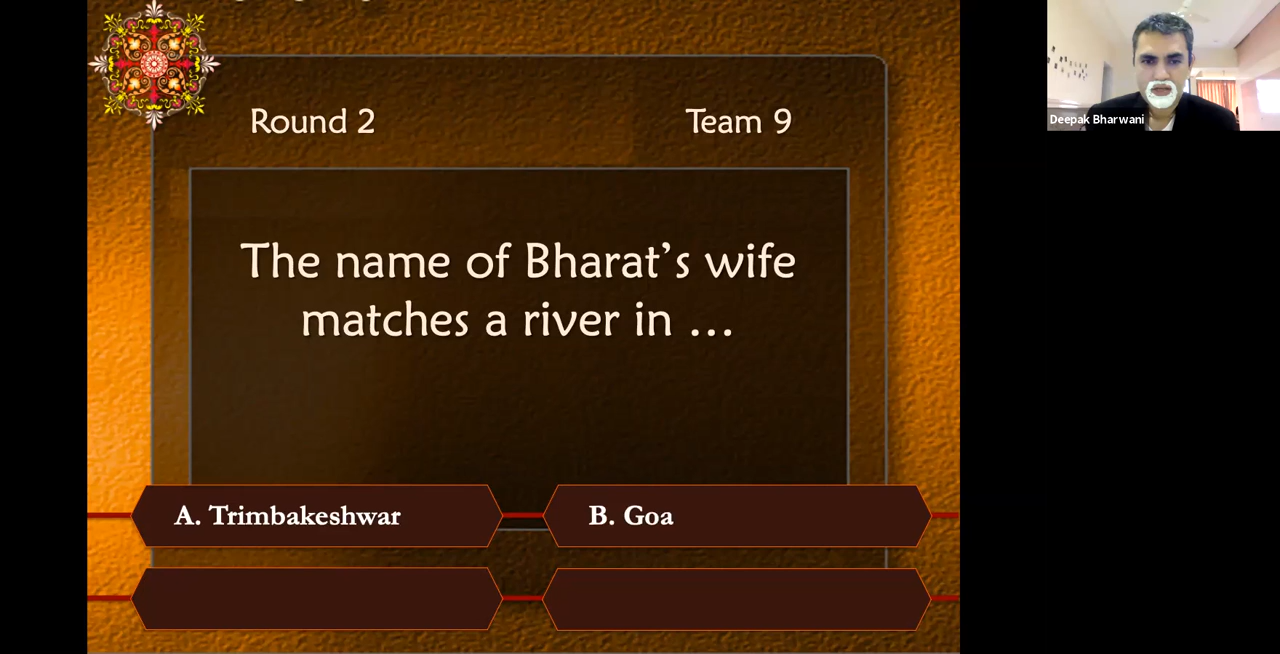 Round 2
Team 9
The name of Bharat's wife
matches a river in ...
A. Trimbakeshwar
B. Goa
Deepak Bharwani